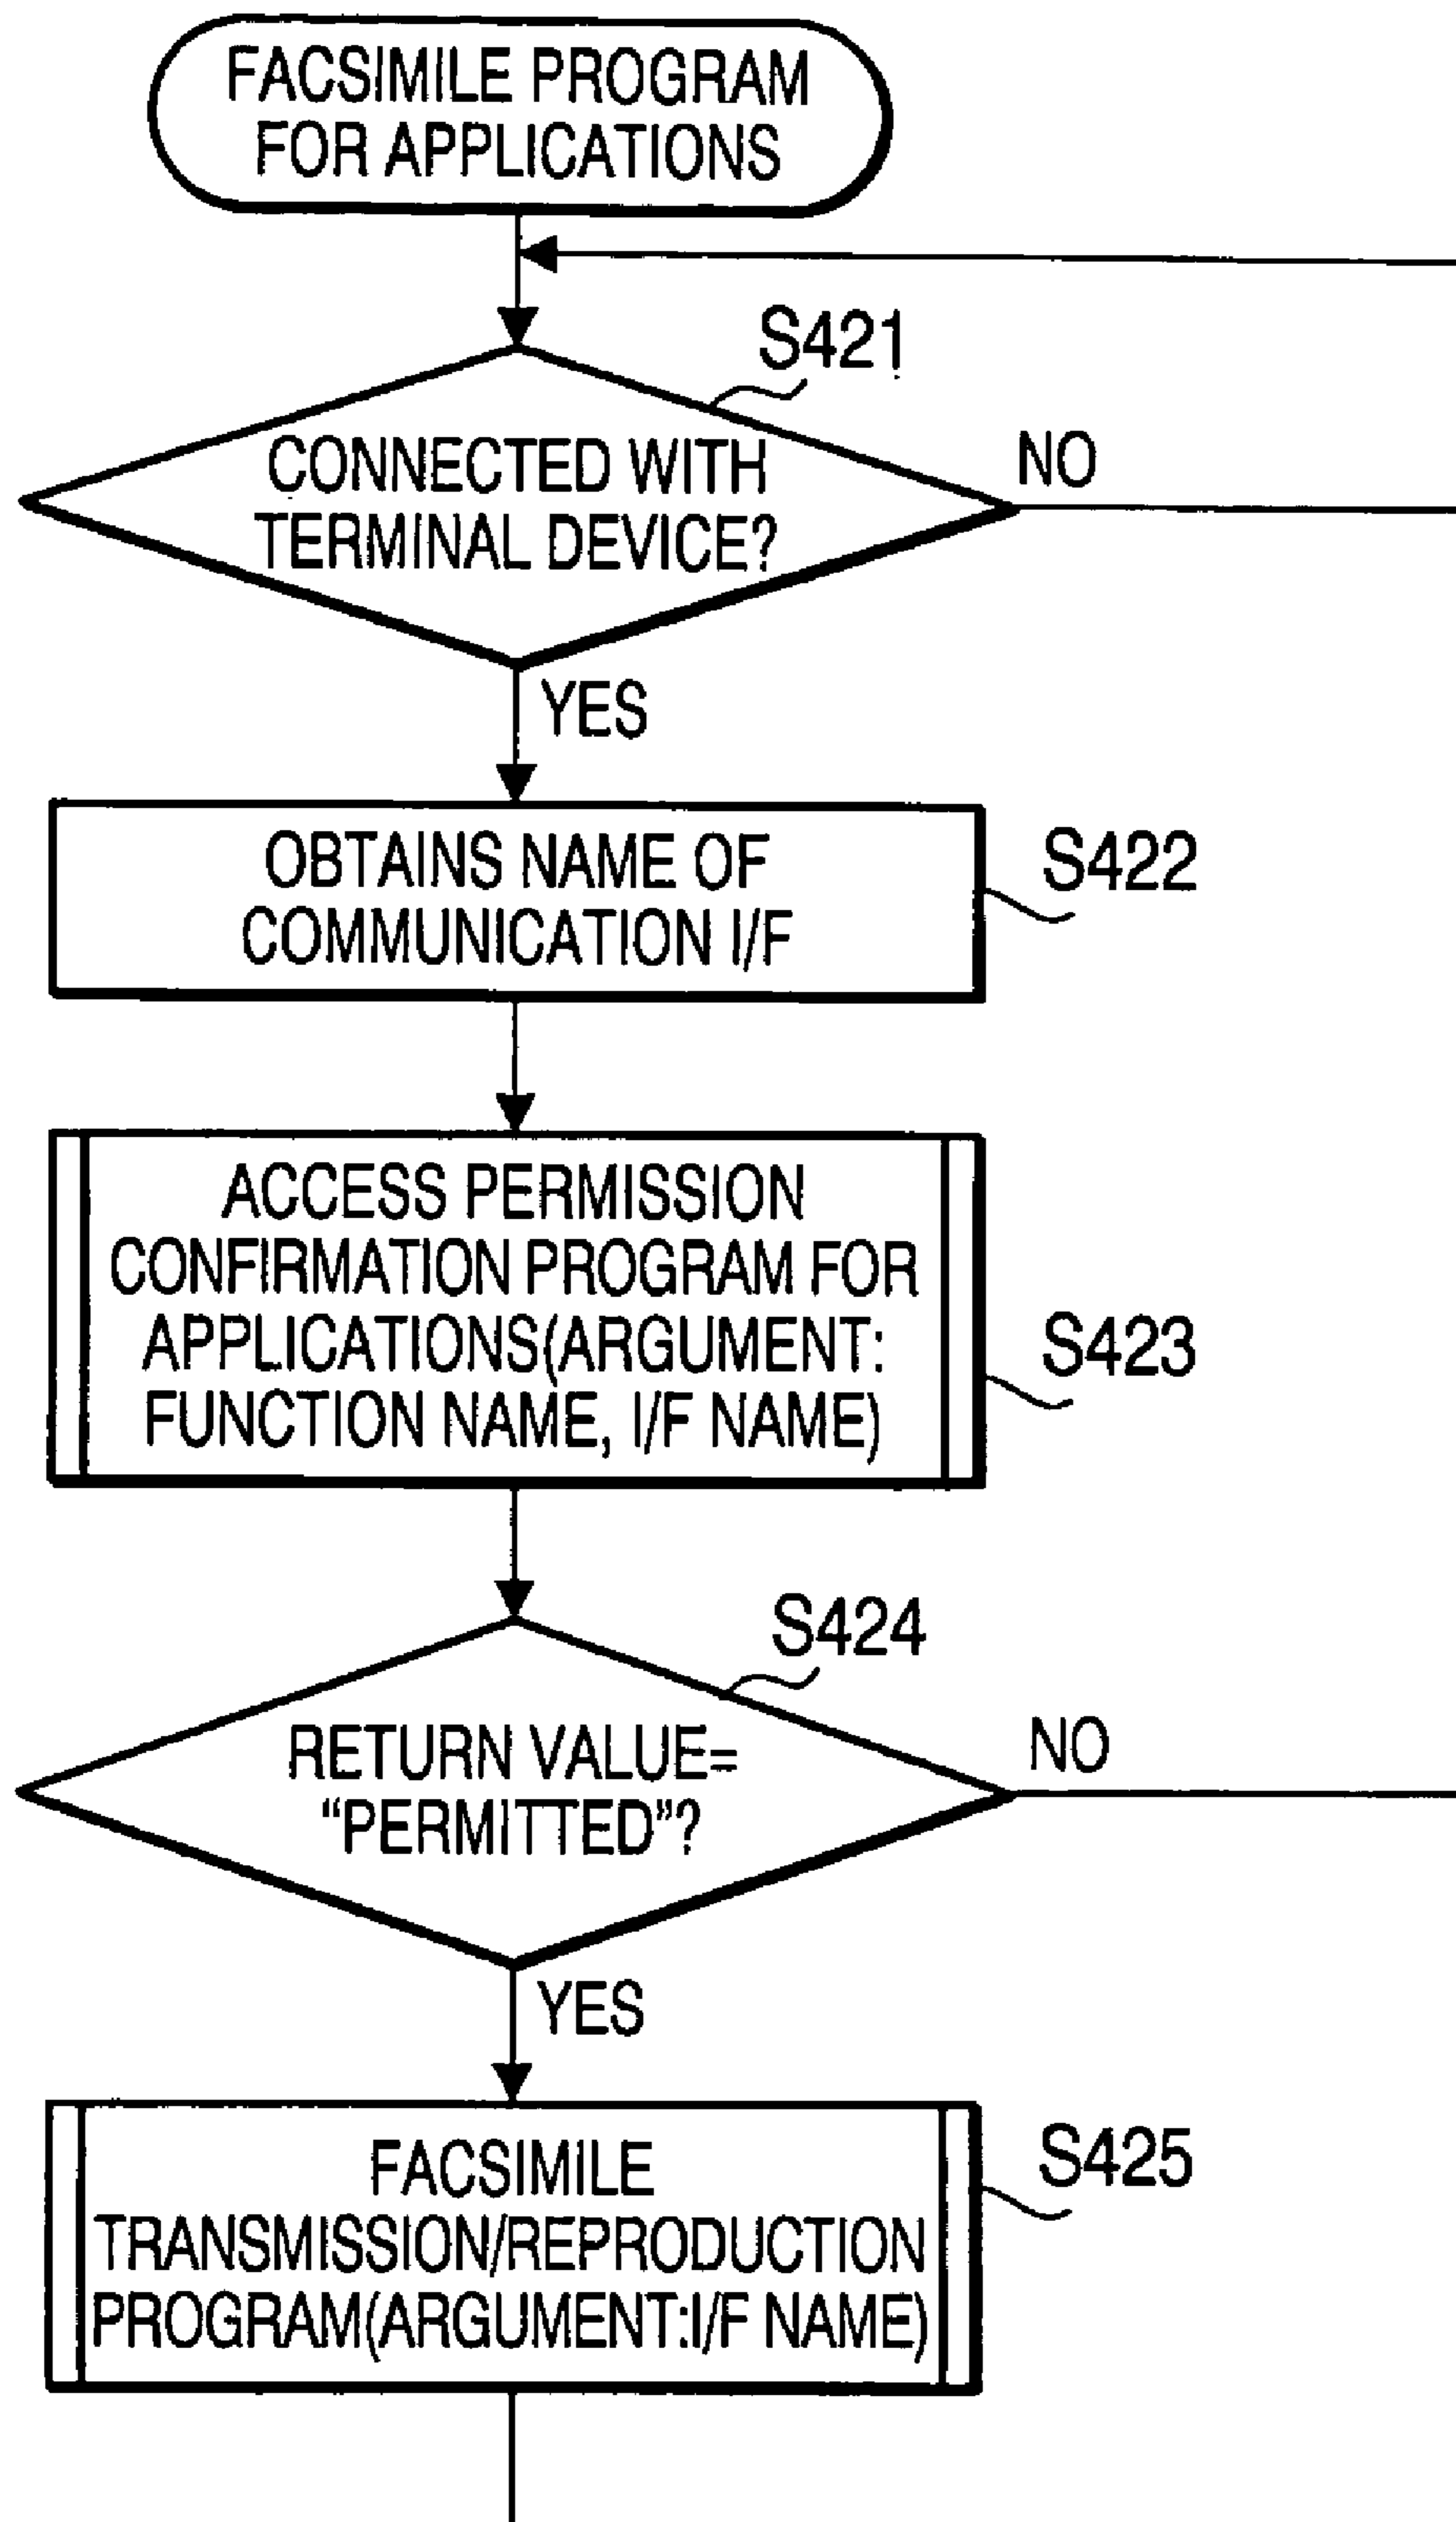 FACSIMILE PROGRAM
FOR APPLICATIONS
S421
CONNECTED WITH
TERMINAL DEVICE?
NO
YES
OBTAINS NAME OF
COMMUNICATION I/F
S422
ACCESS PERMISSION
CONFIRMATION PROGRAM FOR
APPLICATIONS(ARGUMENT:
FUNCTION NAME, I/F NAME)
S423
S424
RETURN VALUE=
“PERMITTED”?
NO
YES
FACSIMILE
TRANSMISSION/REPRODUCTION
PROGRAM(ARGUMENT:I/F NAME)
S425